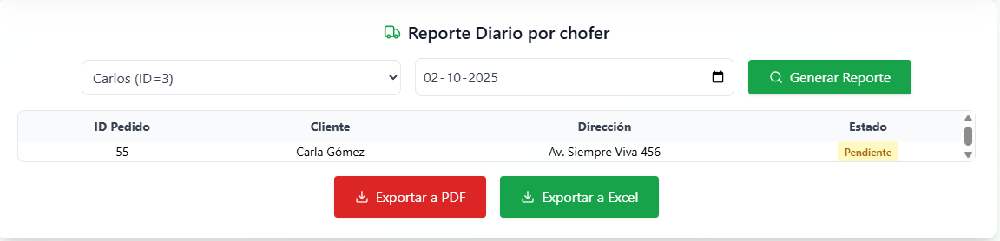 Reporte Diario por chofer
Carlos (ID=3) 02-10-2025 Generar Reporte
ID Pedido Cliente Dirección Estado
55 Carla Gómez Av. Siempre Viva 456 Pendiente
Exportar a PDF Exportar a Excel